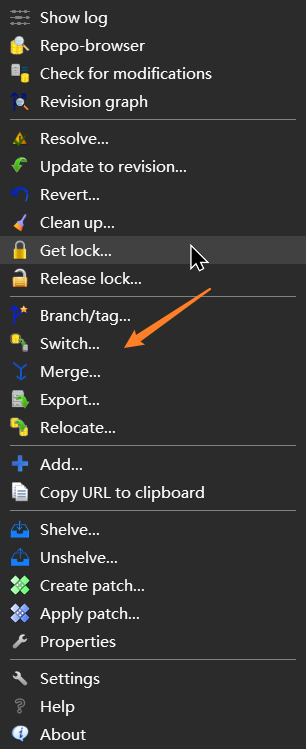 Show log
Repo-browser
Check for modifications
Revision graph
Resolve...
Update to revision...
Revert...
Clean up...
Get lock...
Release lock...
Branch/tag...
Switch...
Merge...
Export...
Relocate...
Add...
Copy URL to clipboard
Shelve...
Unshelve...
Create patch...
Apply patch...
Properties
Settings
Help
About